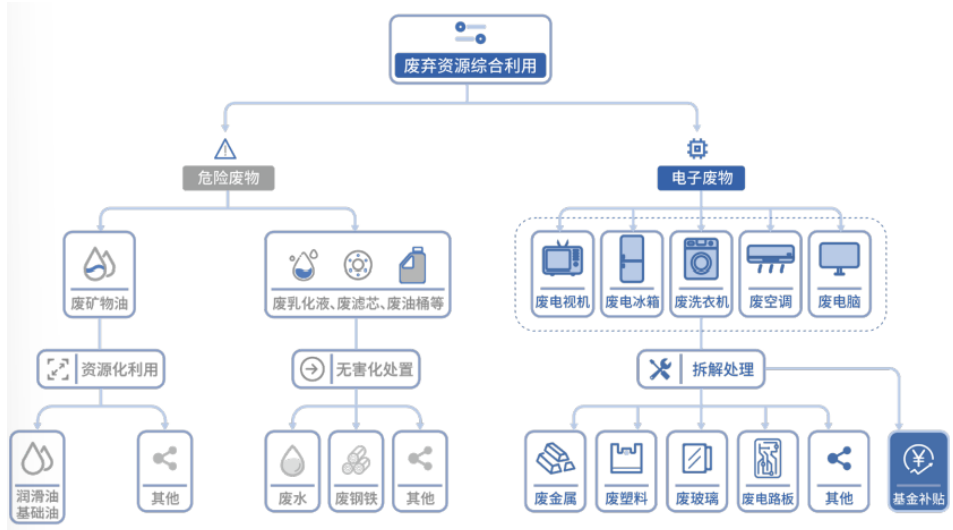 废弃资源综合利用
危险废物
电子废物
废矿物油
废乳化液、废滤芯、废油桶等
废电视机
废电冰箱
废洗衣机
废空调
废电脑
资源化利用
无害化处置
拆解处理
润滑油
基础油
其他
废水
废钢铁
其他
废金属
废塑料
废玻璃
废电路板
其他
¥
基金补贴